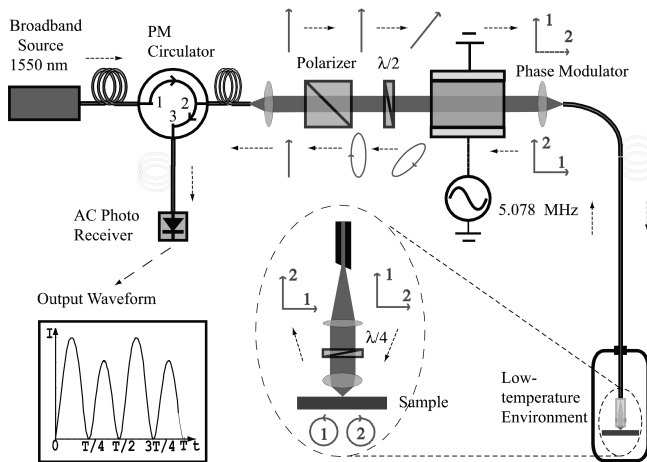 Broadband
Source
1550 nm
PM
Circulator
1 2
3
Polarizer
λ/2
1
2
Phase Modulator
2
1
5.078 MHz
AC Photo
Receiver
Output Waveform
I
0 T/4 T/2 3T/4 T t
2
1
1
2
λ/4
Sample
1 2
Low-
temperature
Environment